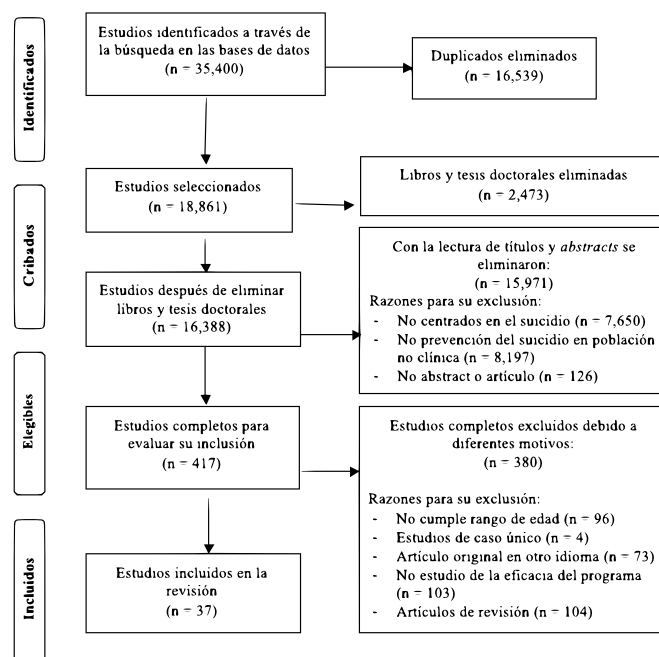 Identificados
Estudios identificados a través de
la búsqueda en las bases de datos
(n = 35,400)
Duplicados eliminados
(n = 16,539)
Cribados
Estudios seleccionados
(n = 18,861)
Libros y tesis doctorales eliminadas
(n = 2,473)
Estudios después de eliminar
libros y tesis doctorales
(n = 16,388)
Con la lectura de títulos y abstracts se
eliminaron:
(n = 15,971)
Razones para su exclusión:
- No centrados en el suicidio (n = 7,650)
- No prevención del suicidio en población
no clínica (n = 8,197)
- No abstract o artículo (n = 126)
Elegibles
Estudios completos para
evaluar su inclusión
(n = 417)
Estudios completos excluidos debido a
diferentes motivos:
(n = 380)
Razones para su exclusión:
- No cumple rango de edad (n = 96)
- Estudios de caso único (n = 4)
- Artículo original en otro idioma (n = 73)
- No estudio de la eficacia del programa
(n = 103)
- Artículos de revisión (n = 104)
Incluidos
Estudios incluidos en la
revisión
(n = 37)